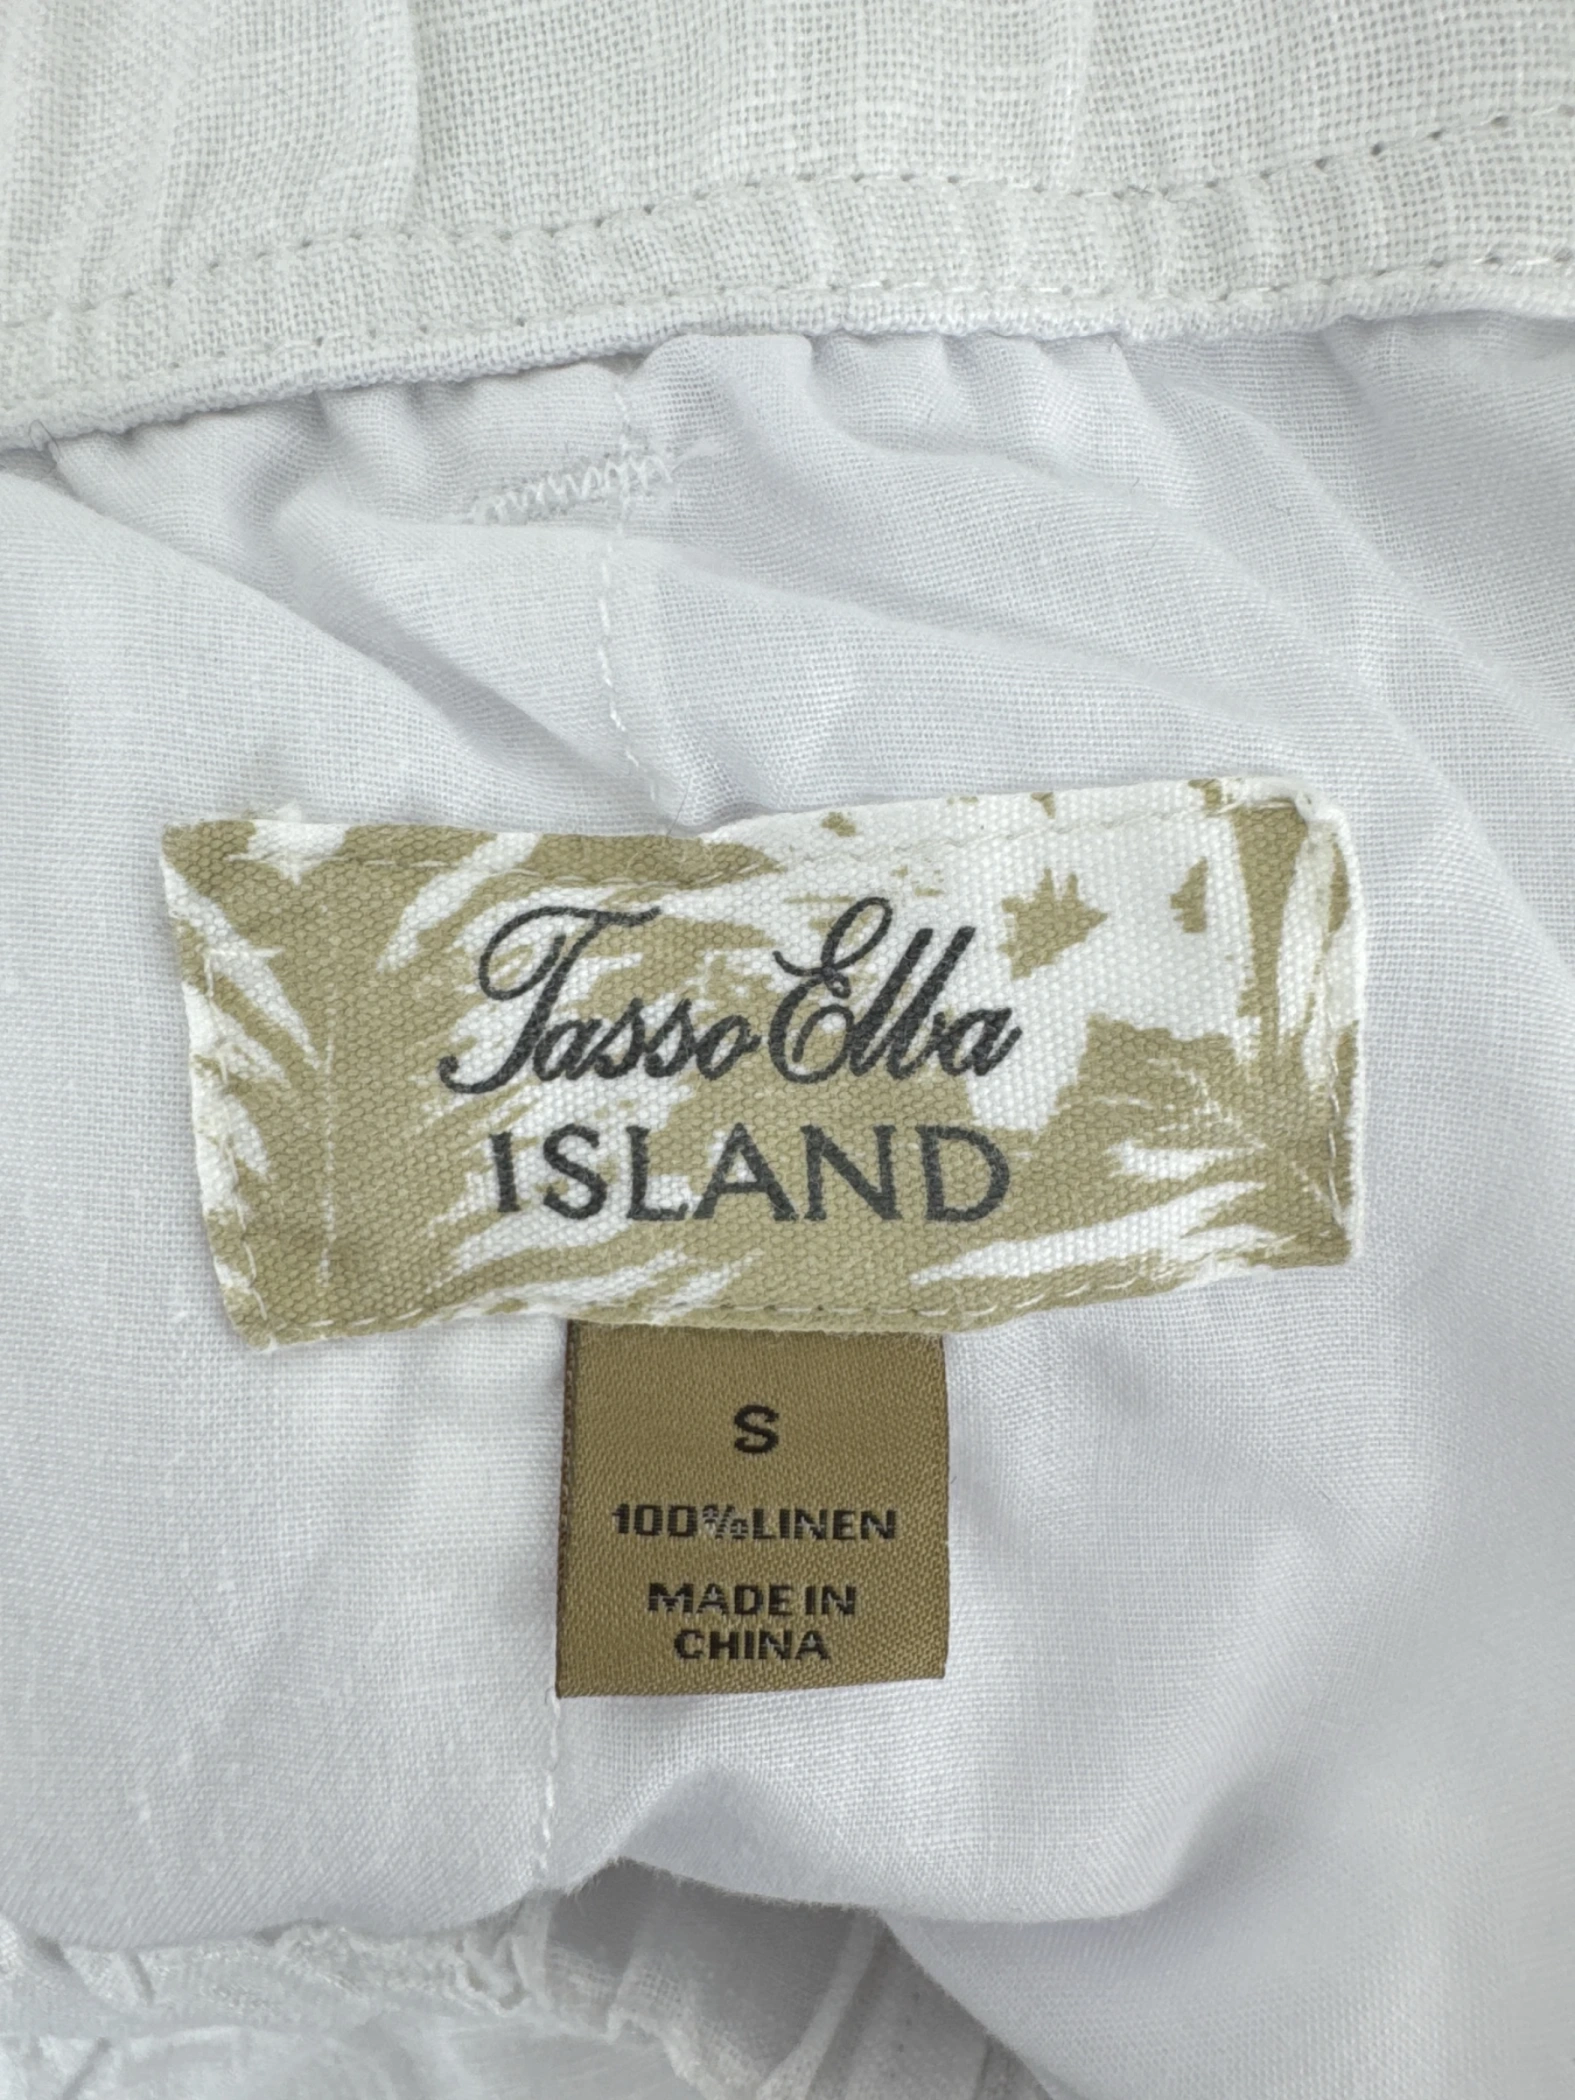 Tasso Elba
ISLAND
S
100% LINEN
MADE IN
CHINA